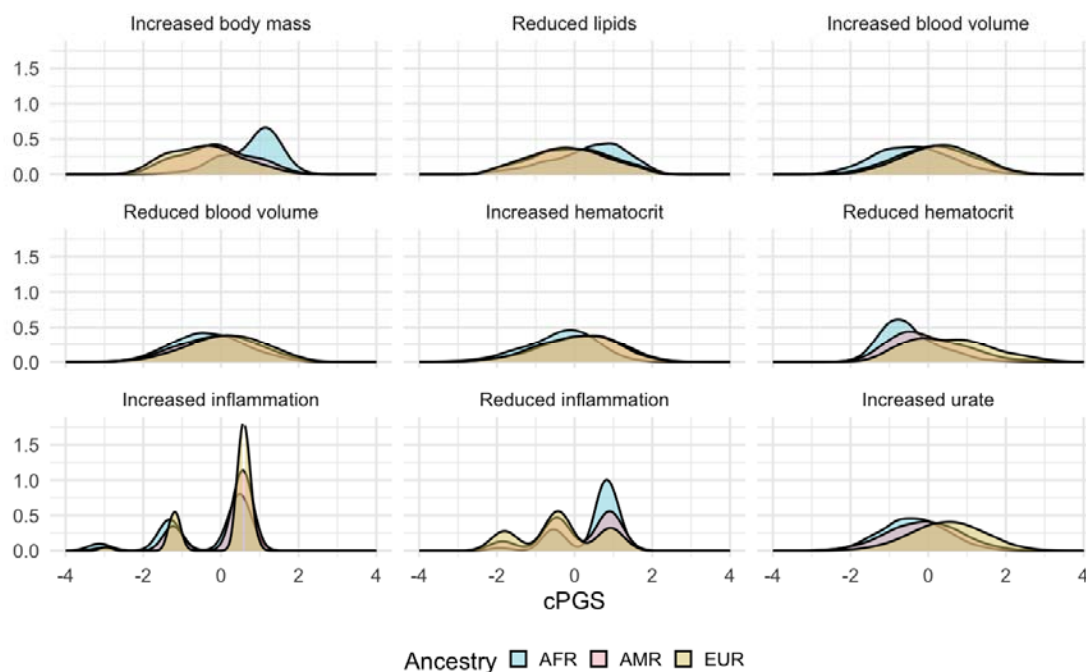 Increased body mass Reduced lipids Increased blood volume
1.5
1.0
0.5
0.0
Reduced blood volume Increased hematocrit Reduced hematocrit
1.5
1.0
0.5
0.0
Increased inflammation Reduced inflammation Increased urate
1.5
1.0
0.5
0.0
-4 -2 0 2 4 -4 -2 0 2 4 -4 -2 0 2 4
cPGS
Ancestry AFR AMR EUR